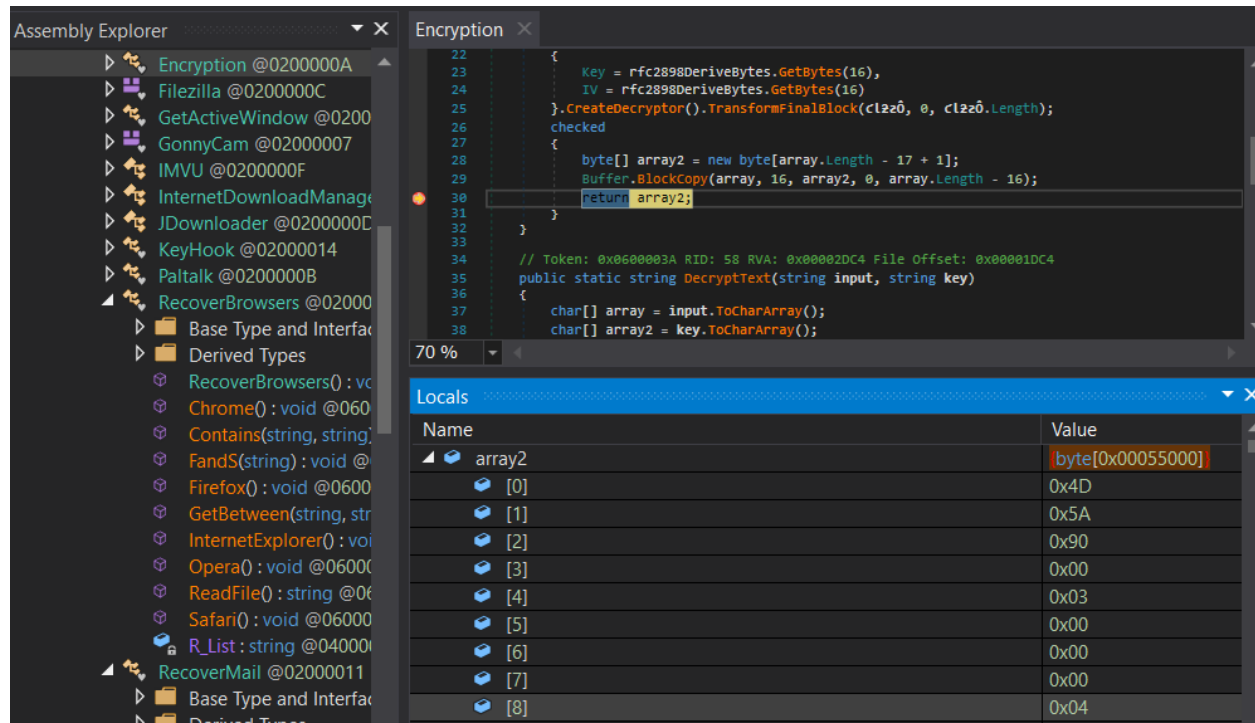 Assembly Explorer
Encryption @0200000A
Filezilla @0200000C
GetActiveWindow @0200
GonnyCam @02000007
IMVU @0200000F
InternetDownloadManage
JDownloader @0200000D
KeyHook @02000014
Paltalk @0200000B
RecoverBrowsers @02000
Base Type and Interfac
Derived Types
RecoverBrowsers() : vo
Chrome() : void @060
Contains(string, string)
FandS(string) : void @
Firefox() : void @0600
GetBetween(string, str
InternetExplorer() : voi
Opera() : void @0600
ReadFile() : string @06
Safari() : void @06000
R_List : string @04000
RecoverMail @02000011
Base Type and Interfac
Derived Types
Encryption
22 {
23 Key = rfc2898DeriveBytes.GetBytes(16),
24 IV = rfc2898DeriveBytes.GetBytes(16)
25 }.CreateDecryptor().TransformFinalBlock(, 0, .Length);
26 checked
27 {
28 byte[] array2 = new byte[array.Length - 17 + 1];
29 Buffer.BlockCopy(array, 16, array2, 0, array.Length - 16);
30 return array2;
31 }
32 }
33
34 // Token: 0x0600003A RID: 58 RVA: 0x00002DC4 File Offset: 0x00001DC4
35 public static string DecryptText(string input, string key)
36 {
37 char[] array = input.ToCharArray();
38 char[] array2 = key.ToCharArray();
70 %
Locals
Name Value
array2 (byte[0x00055000])
[0] 0x4D
[1] 0x5A
[2] 0x90
[3] 0x00
[4] 0x03
[5] 0x00
[6] 0x00
[7] 0x00
[8] 0x04